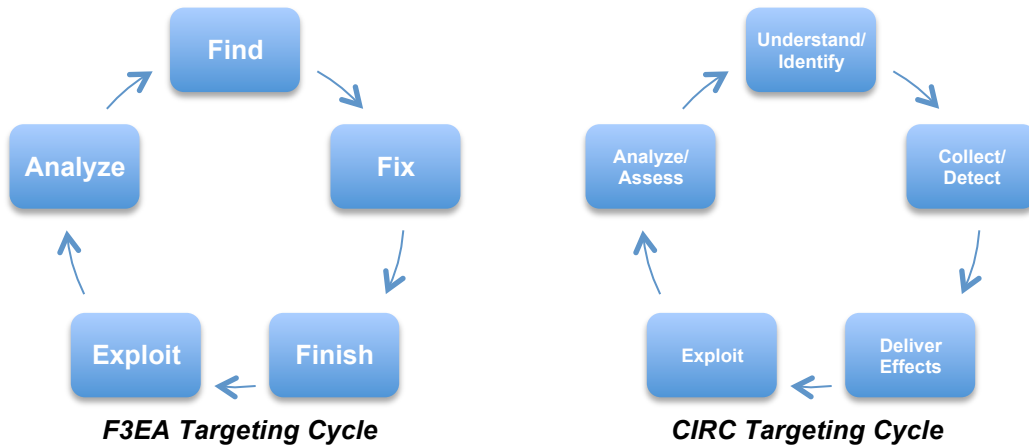 Find
Fix
Finish
Exploit
Analyze
F3EA Targeting Cycle
Understand/
Identify
Collect/
Detect
Deliver
Effects
Exploit
Analyze/
Assess
CIRC Targeting Cycle